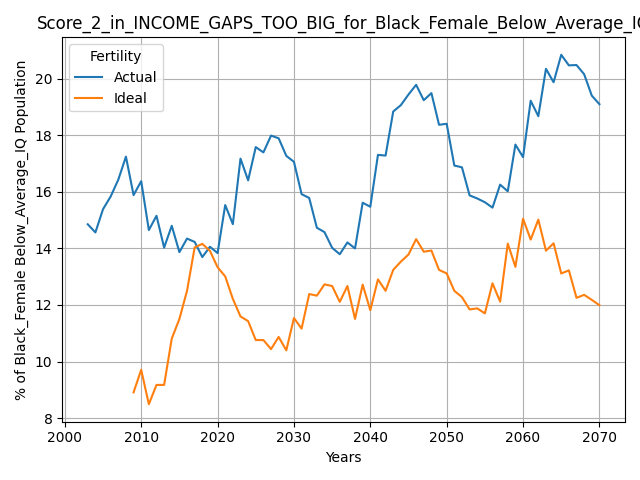 Score_2_in_INCOME_GAPS_TOO_BIG_for_Black_Female_Below_Average_IQ
Fertility
Actual
Ideal
% of Black_Female Below_Average_IQ Population
20
18
16
14
12
10
8
2000 2010 2020 2030 2040 2050 2060 2070
Years